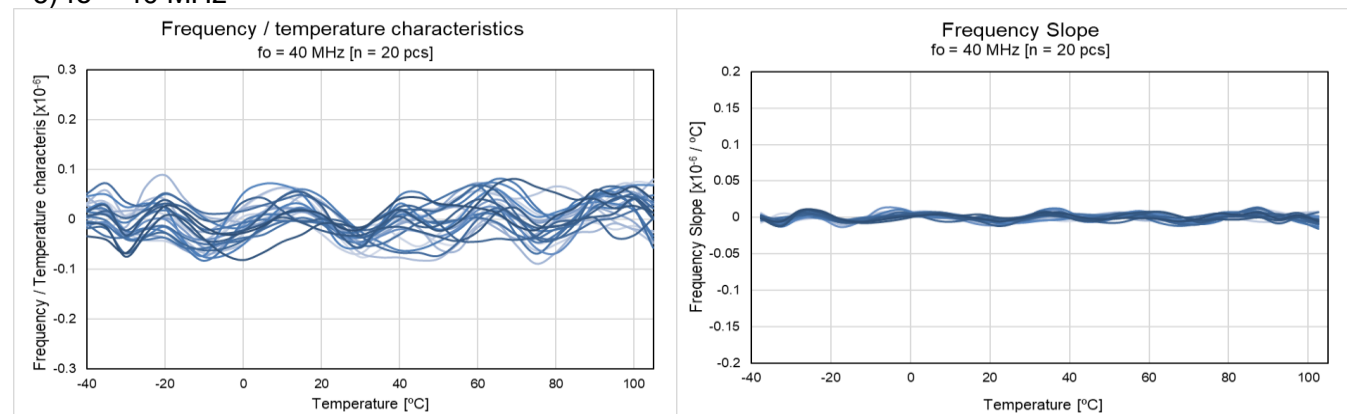 Frequency / temperature characteristics
fo = 40 MHz [n = 20 pcs]
Frequency / Temperature characteris [x10⁻⁶]
0.3
0.2
0.1
0
-0.1
-0.2
-0.3
-40 -20 0 20 40 60 80 100
Temperature [ºC]
Frequency Slope
fo = 40 MHz [n = 20 pcs]
Frequency Slope [x10⁻⁶ / ºC]
0.2
0.15
0.1
0.05
0
-0.05
-0.1
-0.15
-0.2
-40 -20 0 20 40 60 80 100
Temperature [ºC]